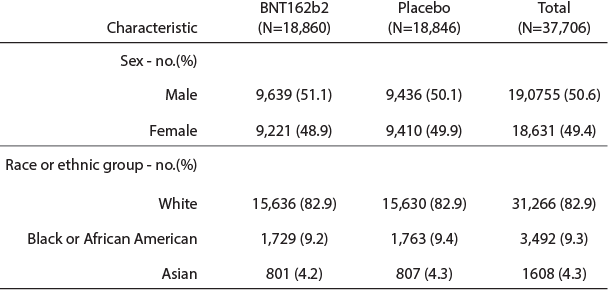 BNT162b2 Placebo Total
Characteristic (N=18,860) (N=18,846) (N=37,706)
Sex - no.(%)
Male 9,639 (51.1) 9,436 (50.1) 19,0755 (50.6)
Female 9,221 (48.9) 9,410 (49.9) 18,631 (49.4)
Race or ethnic group - no.(%)
White 15,636 (82.9) 15,630 (82.9) 31,266 (82.9)
Black or African American 1,729 (9.2) 1,763 (9.4) 3,492 (9.3)
Asian 801 (4.2) 807 (4.3) 1608 (4.3)